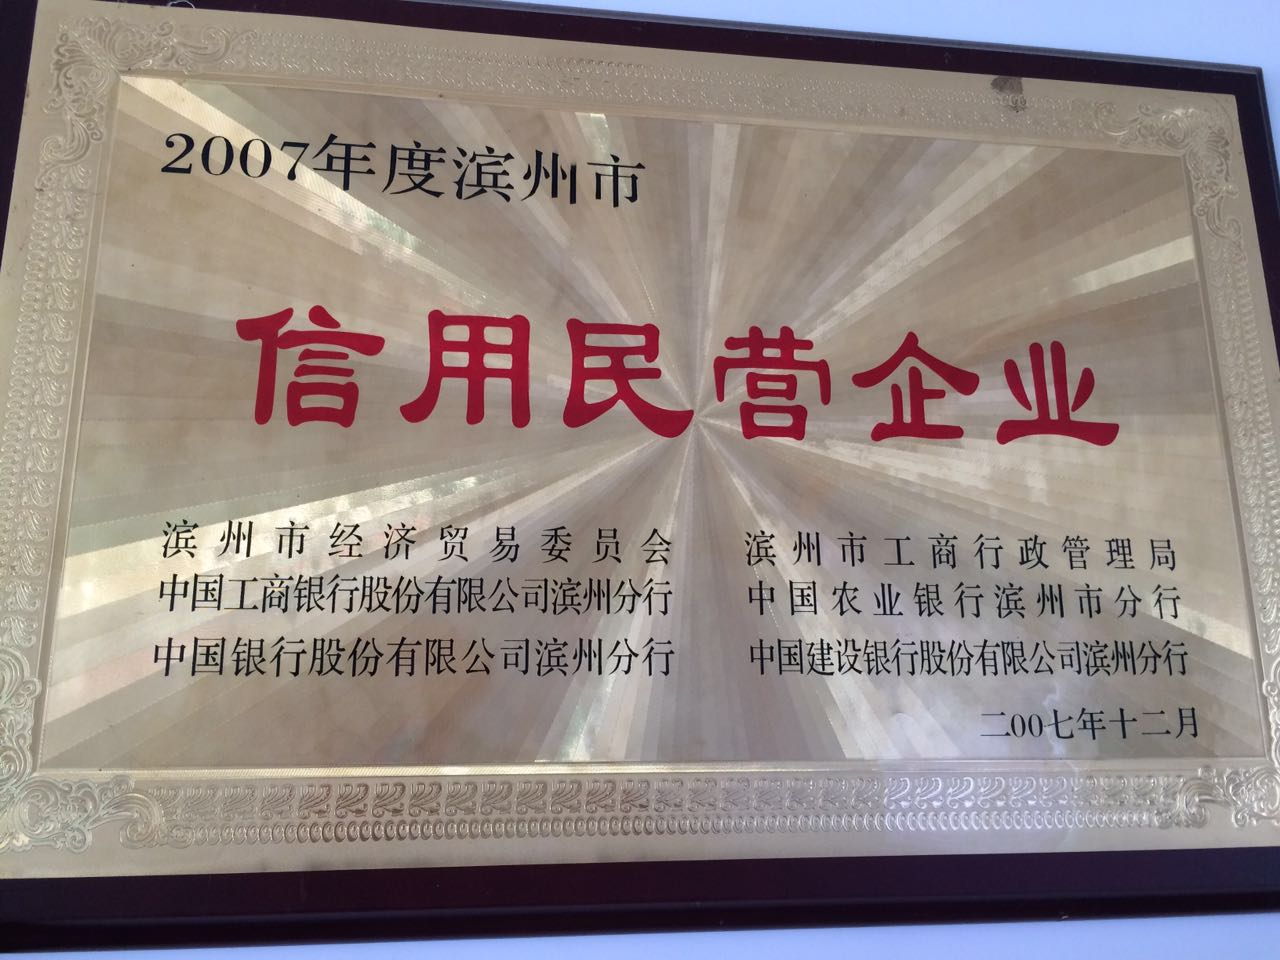 2007年度滨州市
信用民营企业
滨州市经济贸易委员会 滨州市工商行政管理局
中国工商银行股份有限公司滨州分行 中国农业银行滨州市分行
中国银行股份有限公司滨州分行 中国建设银行股份有限公司滨州分行
二00七年十二月